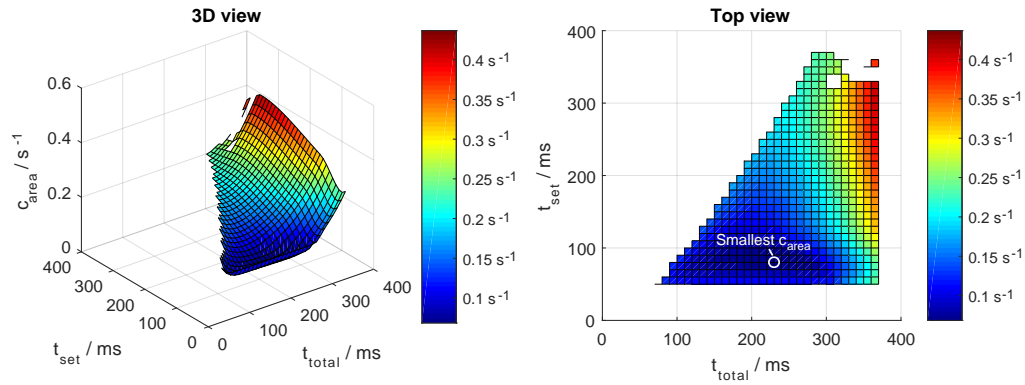 3D view
0.6
0.4
0.2
0
c_area / s^-1
400
300
200
100
0
t_set / ms
0
100
200
300
400
t_total / ms
0.4 s^-1
0.35 s^-1
0.3 s^-1
0.25 s^-1
0.2 s^-1
0.15 s^-1
0.1 s^-1
Top view
400
300
200
100
0
t_set / ms
Smallest c_area
0
100
200
300
400
t_total / ms
0.4 s^-1
0.35 s^-1
0.3 s^-1
0.25 s^-1
0.2 s^-1
0.15 s^-1
0.1 s^-1